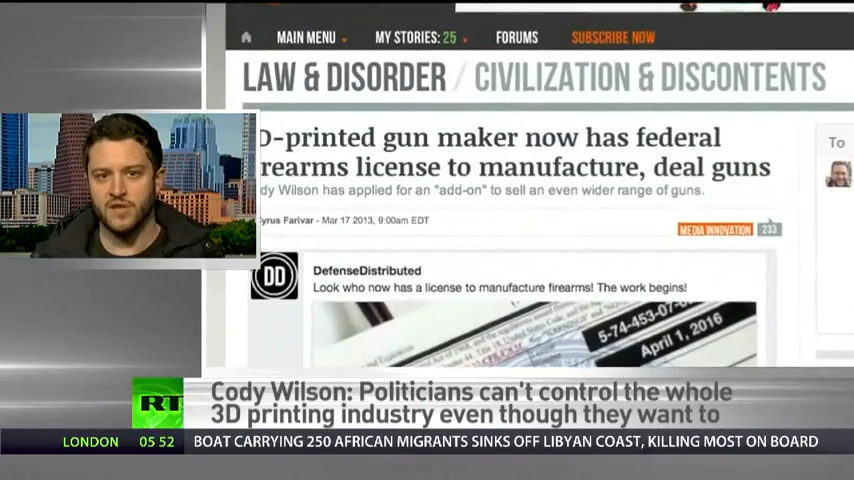 MAIN MENU MY STORIES: 25 FORUMS SUBSCRIBE NOW
LAW & DISORDER / CIVILIZATION & DISCONTENTS
D-printed gun maker now has federal
rearms license to manufacture, deal guns
dy Wilson has applied for an "add-on" to sell an even wider range of guns.
Cyrus Farivar - Mar 17 2013, 9:00am EDT
MEDIA INNOVATION 233
To
DD
DefenseDistributed
Look who now has a license to manufacture firearms! The work begins!
5-74-453-07-
April 1, 2016
RT
Cody Wilson: Politicians can't control the whole
3D printing industry even though they want to
LONDON 05 52 BOAT CARRYING 250 AFRICAN MIGRANTS SINKS OFF LIBYAN COAST, KILLING MOST ON BOARD